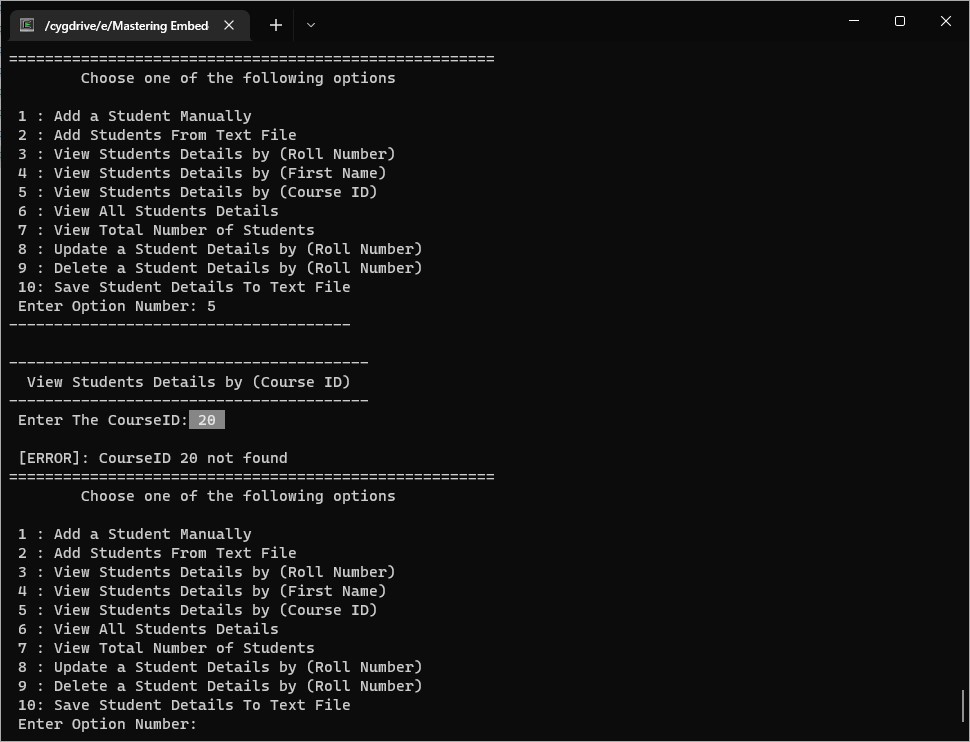 /cygdrive/e/Mastering Embed
======================================================
Choose one of the following options
1 : Add a Student Manually
2 : Add Students From Text File
3 : View Students Details by (Roll Number)
4 : View Students Details by (First Name)
5 : View Students Details by (Course ID)
6 : View All Students Details
7 : View Total Number of Students
8 : Update a Student Details by (Roll Number)
9 : Delete a Student Details by (Roll Number)
10: Save Student Details To Text File
Enter Option Number: 5
--------------------------------------
----------------------------------------
View Students Details by (Course ID)
----------------------------------------
Enter The CourseID: 20
[ERROR]: CourseID 20 not found
======================================================
Choose one of the following options
1 : Add a Student Manually
2 : Add Students From Text File
3 : View Students Details by (Roll Number)
4 : View Students Details by (First Name)
5 : View Students Details by (Course ID)
6 : View All Students Details
7 : View Total Number of Students
8 : Update a Student Details by (Roll Number)
9 : Delete a Student Details by (Roll Number)
10: Save Student Details To Text File
Enter Option Number: